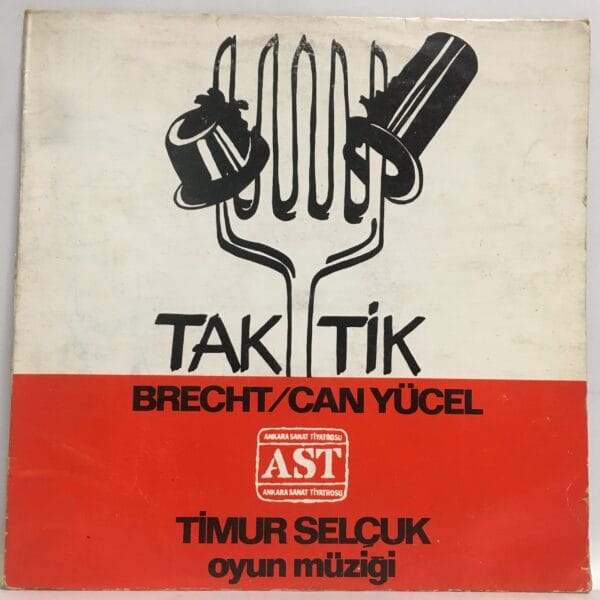 TAK TİK
BRECHT/CAN YÜCEL
ANKARA SANAT TİYATROSU
AST
ANKARA SANAT TİYATROSU
TİMUR SELÇUK
oyun müziği